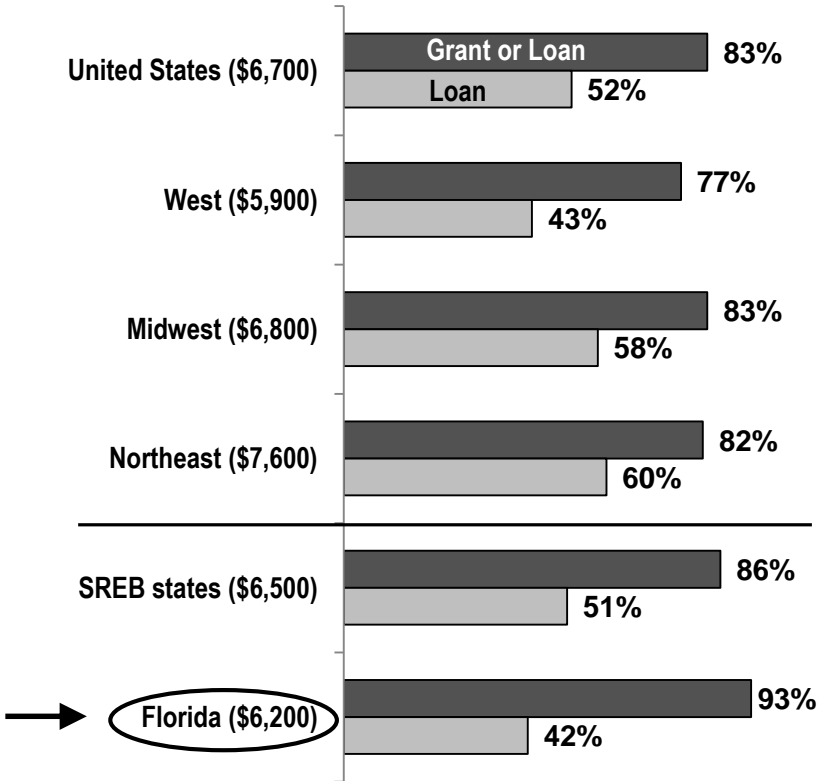 Grant or Loan
83%
United States ($6,700)
Loan
52%
77%
West ($5,900)
43%
83%
Midwest ($6,800)
58%
82%
Northeast ($7,600)
60%
86%
SREB states ($6,500)
51%
93%
Florida ($6,200)
42%